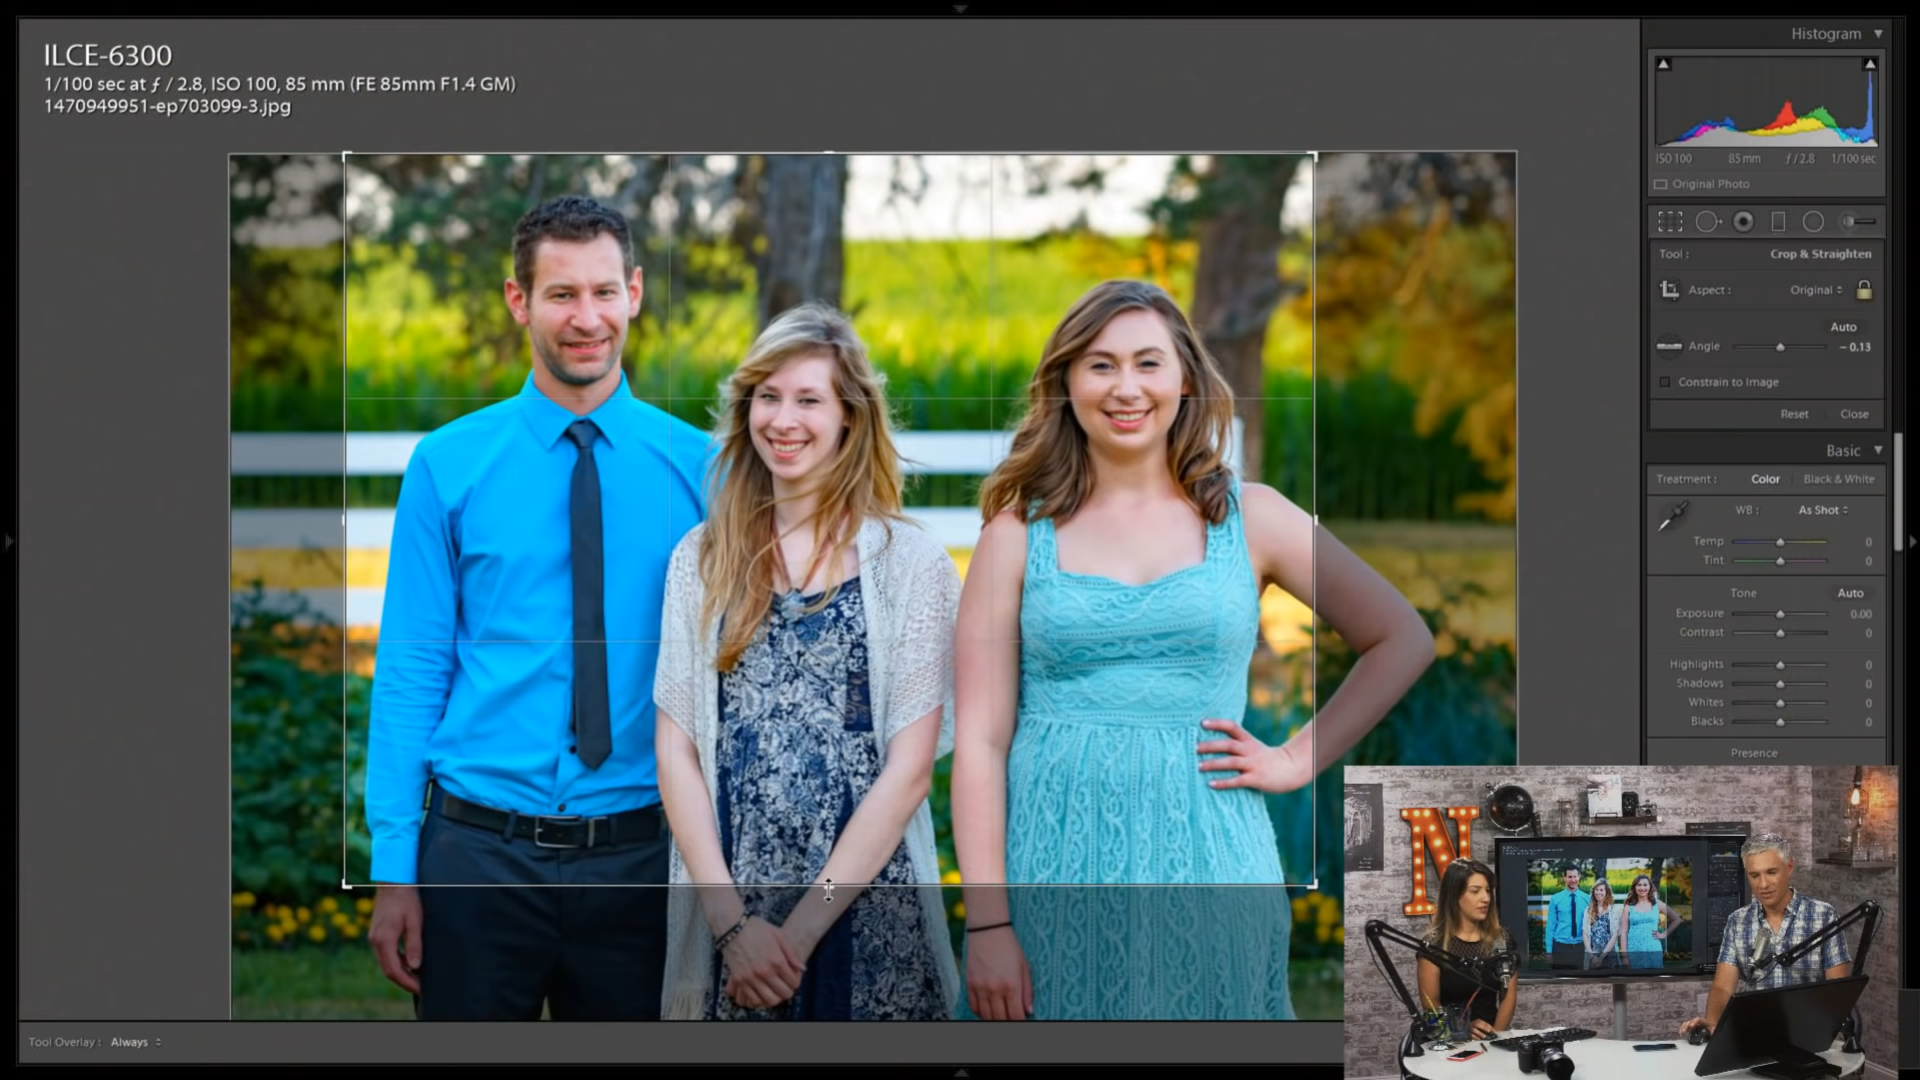 ILCE-6300
1/100 sec at ƒ / 2.8, ISO 100, 85 mm (FE 85mm F1.4 GM)
1470949951-ep703099-3.jpg
Histogram
ISO 100 85 mm ƒ / 2.8 1/100 sec
Original Photo
Tool : Crop & Straighten
Aspect : Original
Auto
Angle – 0.13
Constrain to Image
Reset Close
Basic
Treatment : Color Black & White
WB : As Shot
Temp 0
Tint 0
Tone Auto
Exposure 0.00
Contrast 0
Highlights 0
Shadows 0
Whites 0
Blacks 0
Presence
N
Tool Overlay : Always